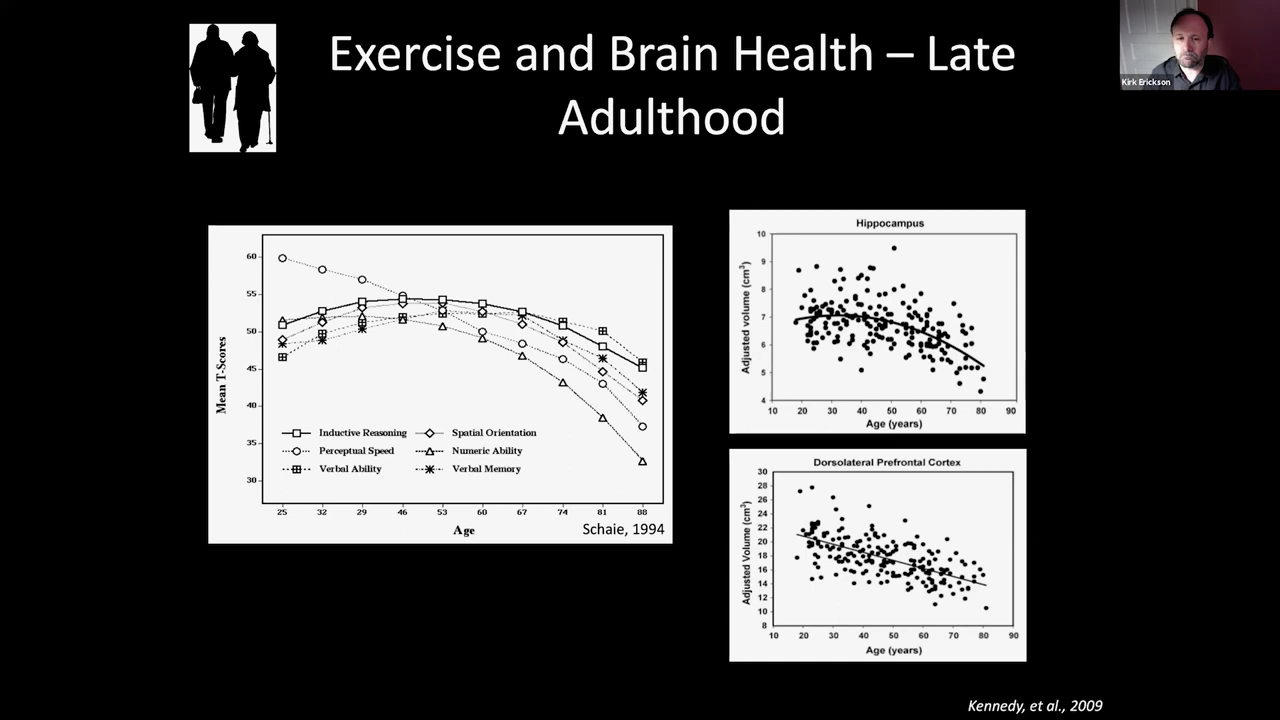 Exercise and Brain Health – Late
Adulthood
Kirk Erickson
60
55
50
45
40
35
30
Mean T-Scores
Inductive Reasoning
Spatial Orientation
Perceptual Speed
Numeric Ability
Verbal Ability
Verbal Memory
25 32 29 46 53 60 67 74 81 88
Age
Schaie, 1994
Hippocampus
Adjusted volume (cm³)
10
9
8
7
6
5
4
10 20 30 40 50 60 70 80 90
Age (years)
Dorsolateral Prefrontal Cortex
Adjusted Volume (cm³)
30
28
26
24
22
20
18
16
14
12
10
8
10 20 30 40 50 60 70 80 90
Age (years)
Kennedy, et al., 2009